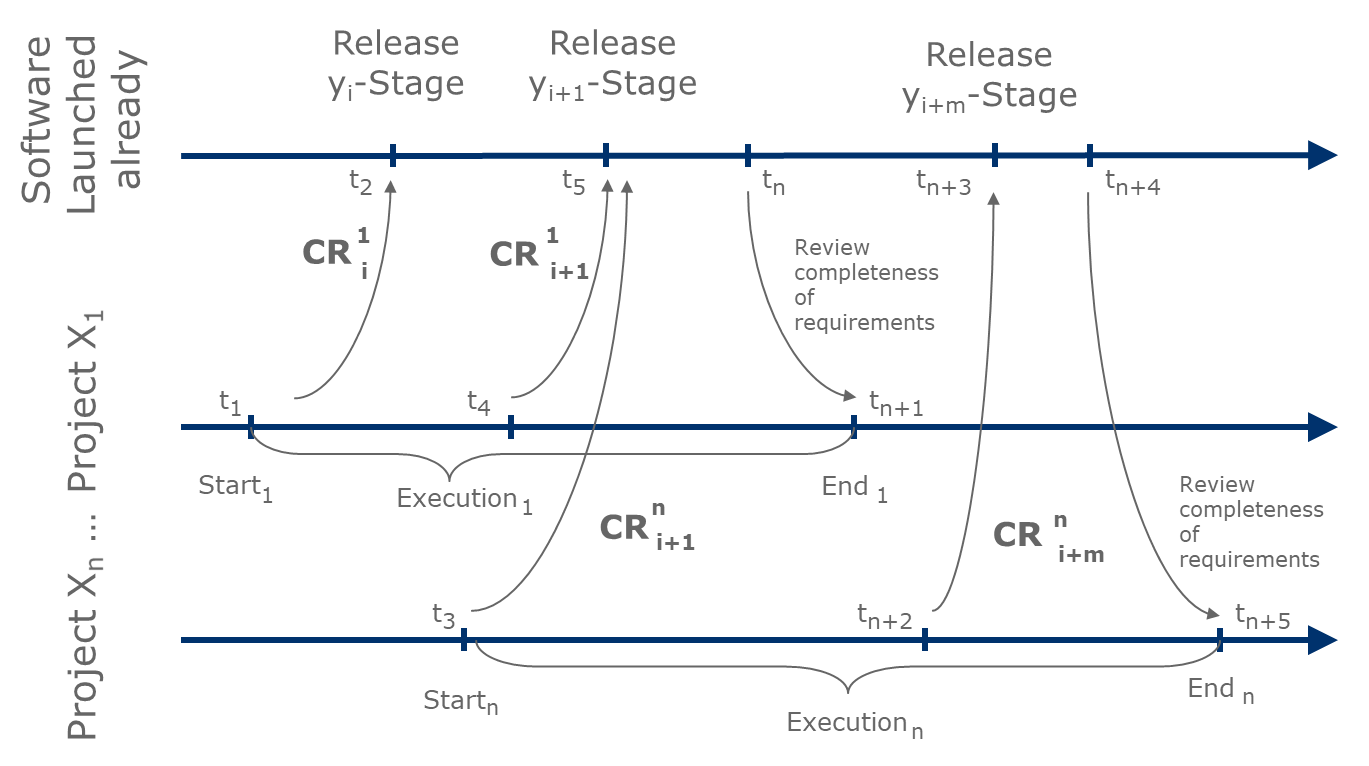 Software
Launched
already
Release
yi-Stage
Release
yi+1-Stage
Release
yi+m-Stage
t2
t5
tn
tn+3
tn+4
CR 1 i
CR 1 i+1
Review
completeness
of
requirements
Project Xn ... Project X1
t1
t4
tn+1
Start1
Execution1
End 1
CR n i+1
CR n i+m
Review
completeness
of
requirements
t3
tn+2
tn+5
Startn
Executionn
End n